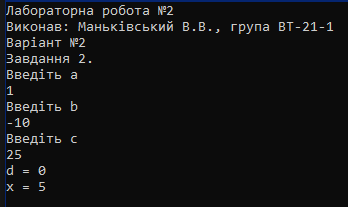 Лабораторна робота №2
Виконав: Маньківський В.В., група ВТ-21-1
Варіант №2
Завдання 2.
Введіть a
1
Введіть b
-10
Введіть c
25
d = 0
x = 5